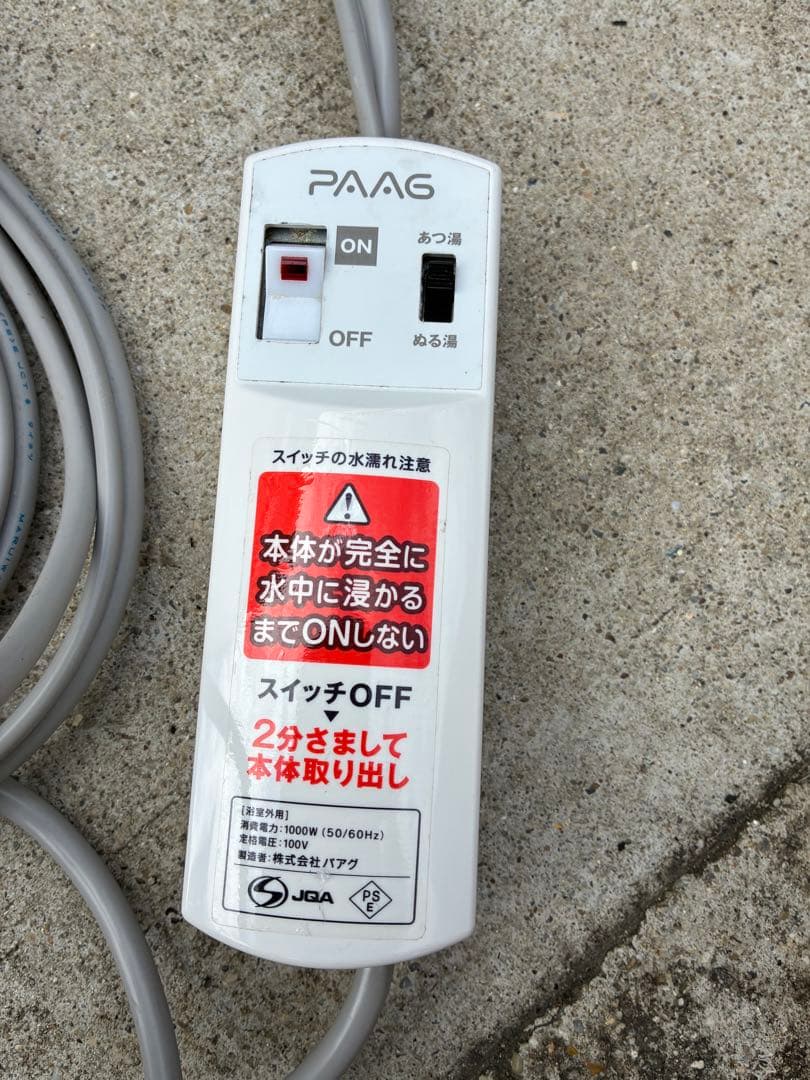 PAAG
ON
あつ湯
OFF
ぬる湯
スイッチの水濡れ注意
本体が完全に
水中に浸かる
までONしない
スイッチOFF
2分さまして
本体取り出し
[浴室外用]
消費電力:1000W (50/60Hz)
定格電圧:100V
製造者:株式会社パアグ
JQA
PS
E